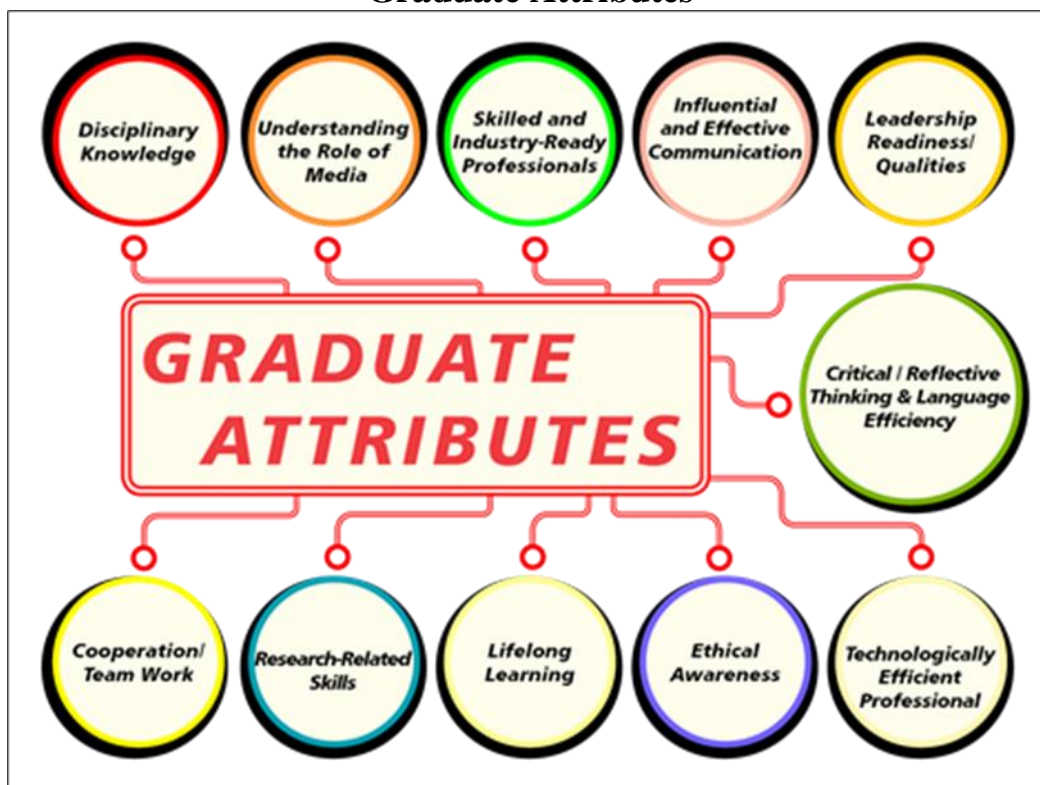 Graduate Attributes
Disciplinary
Knowledge
Understanding
the Role of
Media
Skilled and
Industry-Ready
Professionals
Influential
and Effective
Communication
Leadership
Readiness/
Qualities
GRADUATE
ATTRIBUTES
Critical / Reflective
Thinking & Language
Efficiency
Cooperation/
Team Work
Research-Related
Skills
Lifelong
Learning
Ethical
Awareness
Technologically
Efficient
Professional